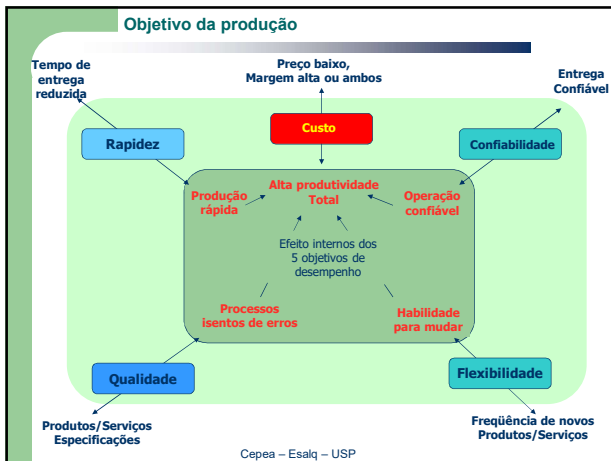 Objetivo da produção
Tempo de
entrega
reduzida
Preço baixo,
Margem alta ou ambos
Entrega
Confiável
Custo
Rapidez
Confiabilidade
Produção
rápida
Alta produtividade
Total
Operação
confiável
Efeito internos dos
5 objetivos de
desempenho
Processos
isentos de erros
Habilidade
para mudar
Qualidade
Flexibilidade
Produtos/Serviços
Especificações
Freqüência de novos
Produtos/Serviços
Cepea – Esalq – USP